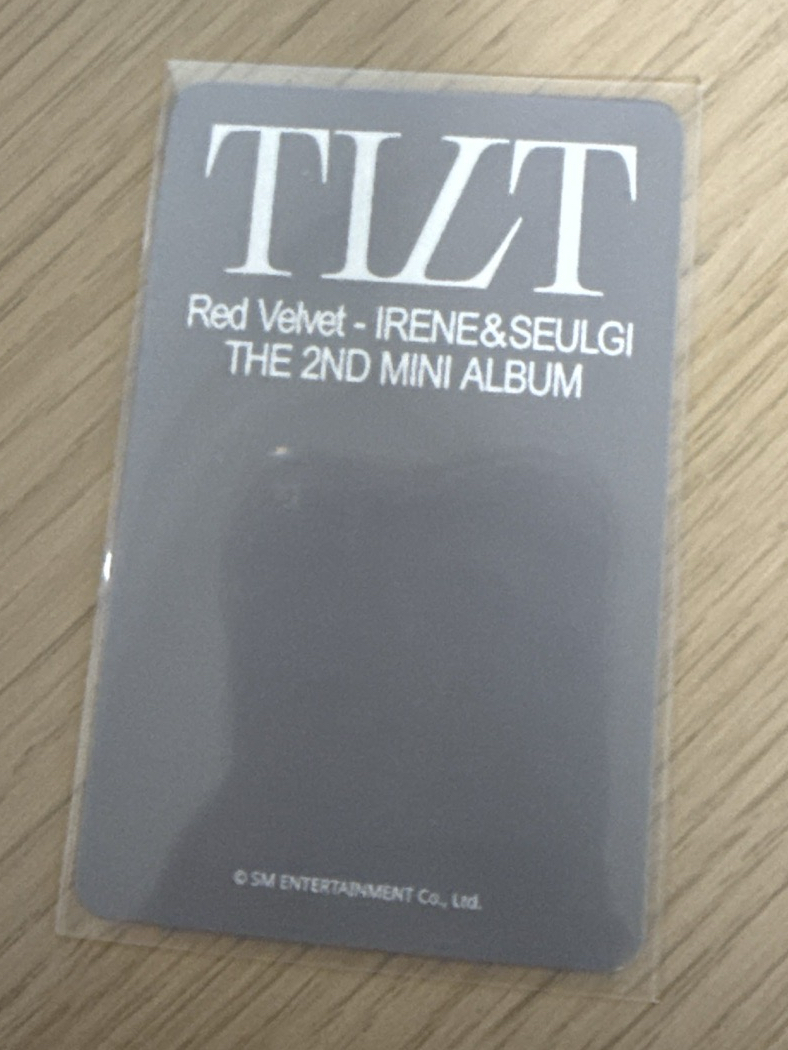 TILT
Red Velvet - IRENE&SEULGI
THE 2ND MINI ALBUM
© SM ENTERTAINMENT Co., Ltd.